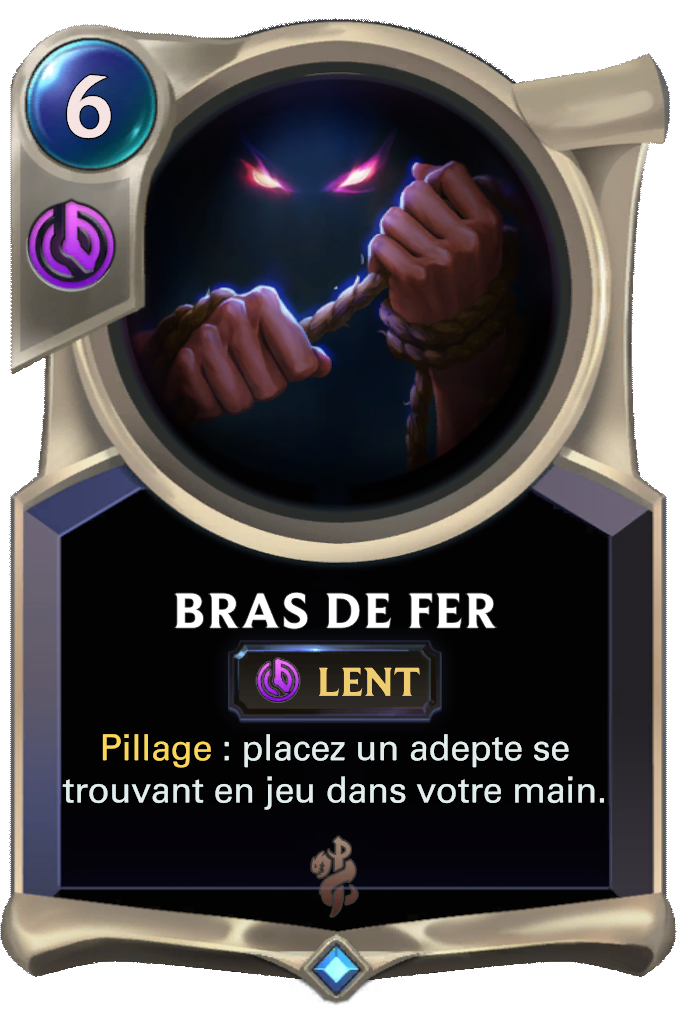 6
BRAS DE FER
LENT
Pillage : placez un adepte se
trouvant en jeu dans votre main.